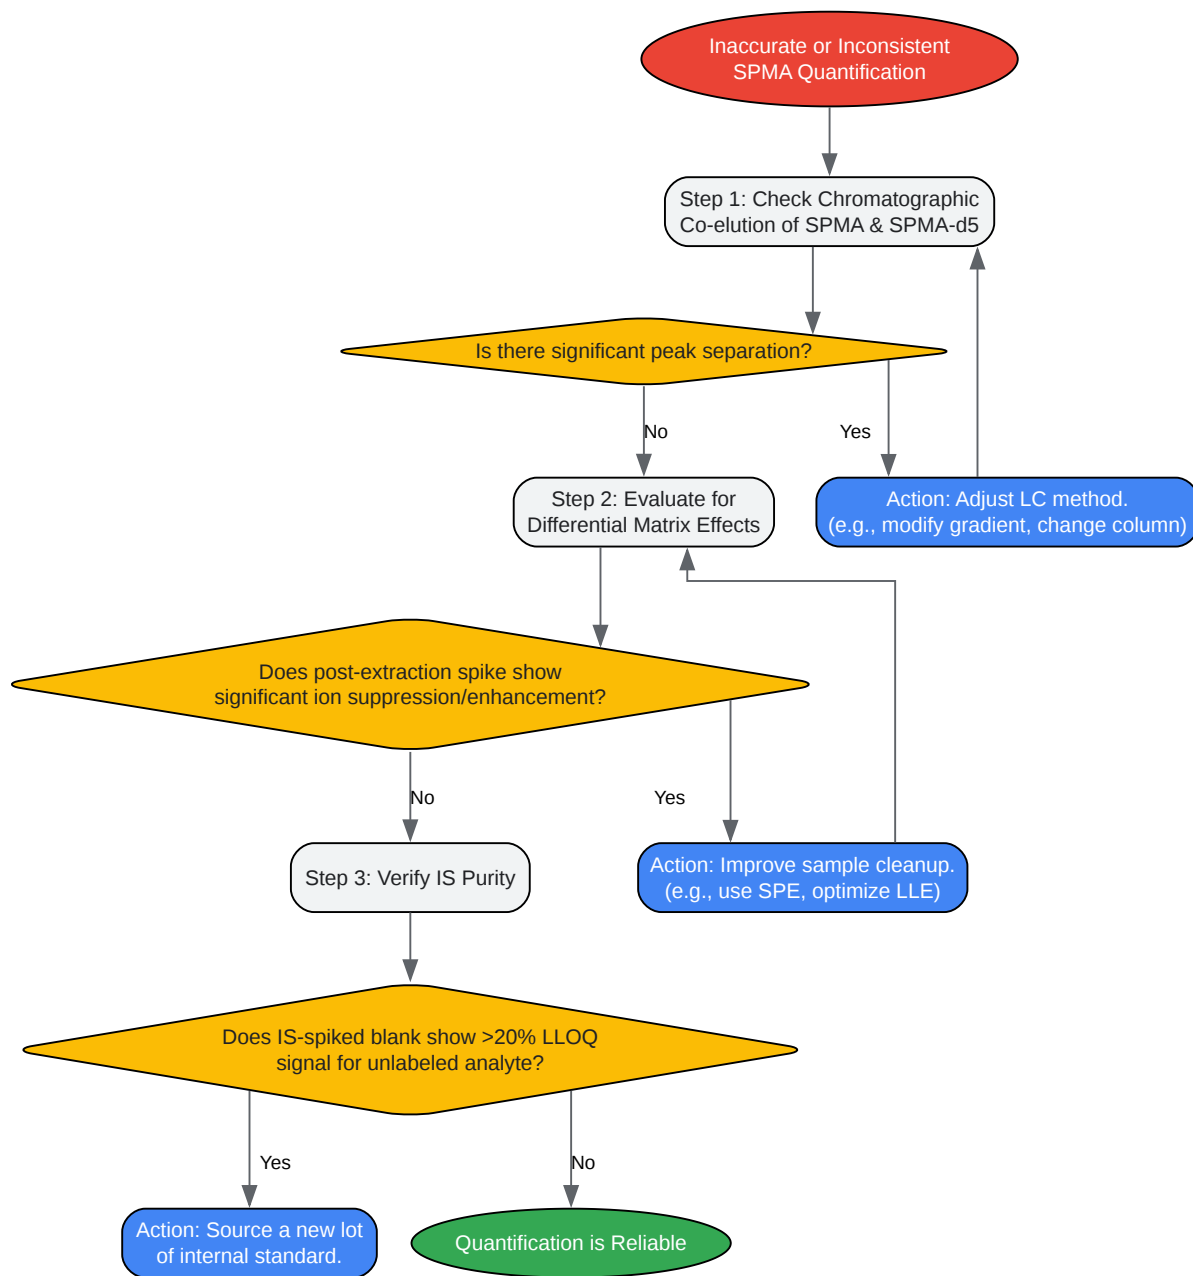 Inaccurate or Inconsistent
SPMA Quantification
Step 1: Check Chromatographic
Co-elution of SPMA & SPMA-d5
Is there significant peak separation?
No
Yes
Step 2: Evaluate for
Differential Matrix Effects
Action: Adjust LC method.
(e.g., modify gradient, change column)
Does post-extraction spike show
significant ion suppression/enhancement?
No
Yes
Step 3: Verify IS Purity
Action: Improve sample cleanup.
(e.g., use SPE, optimize LLE)
Does IS-spiked blank show >20% LLOQ
signal for unlabeled analyte?
Yes
No
Action: Source a new lot
of internal standard.
Quantification is Reliable